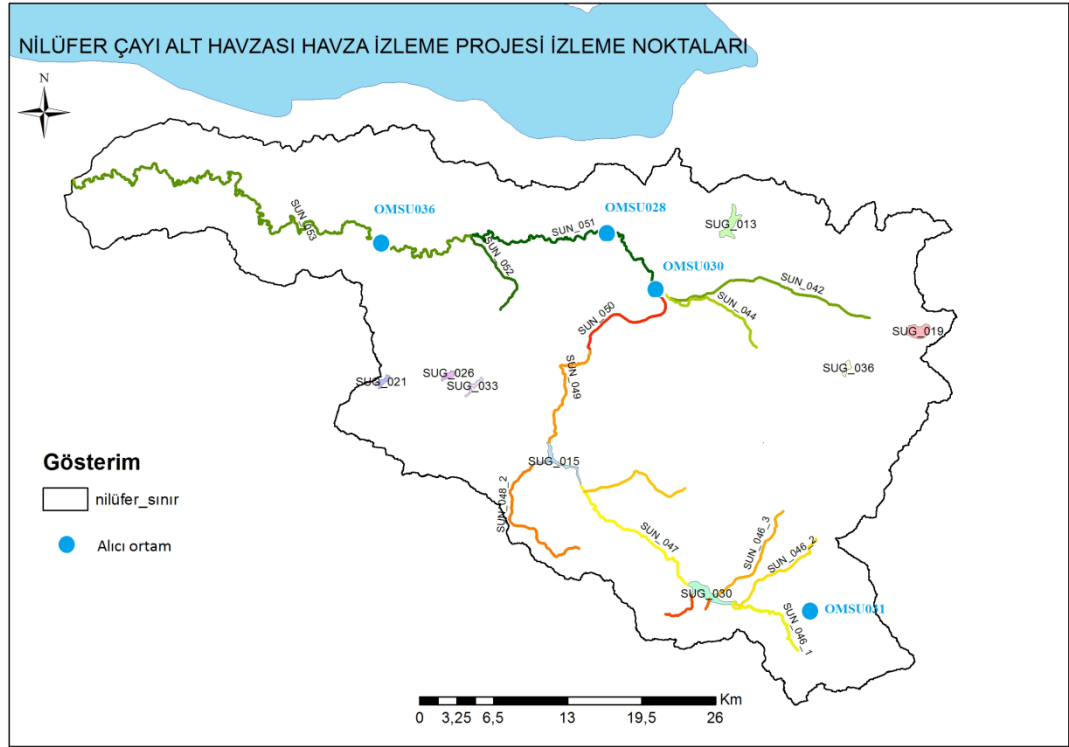 NİLÜFER ÇAYI ALT HAVZASI HAVZA İZLEME PROJESİ İZLEME NOKTALARI
N
OMSU036
OMSU028
SUG_013
SUN_053
SUN_051
SUN_052
OMSU030
SUN_042
SUN_044
SUN_050
SUG_019
SUG_036
SUG_021
SUG_026
SUG_033
SUN_049
SUG_015
SUN_048_2
SUN_047
SUN_046_3
SUN_046_2
SUG_030
OMSU031
SUN_046_1
Gösterim
nilüfer_sınır
Alıcı ortam
Km
0 3,25 6,5 13 19,5 26